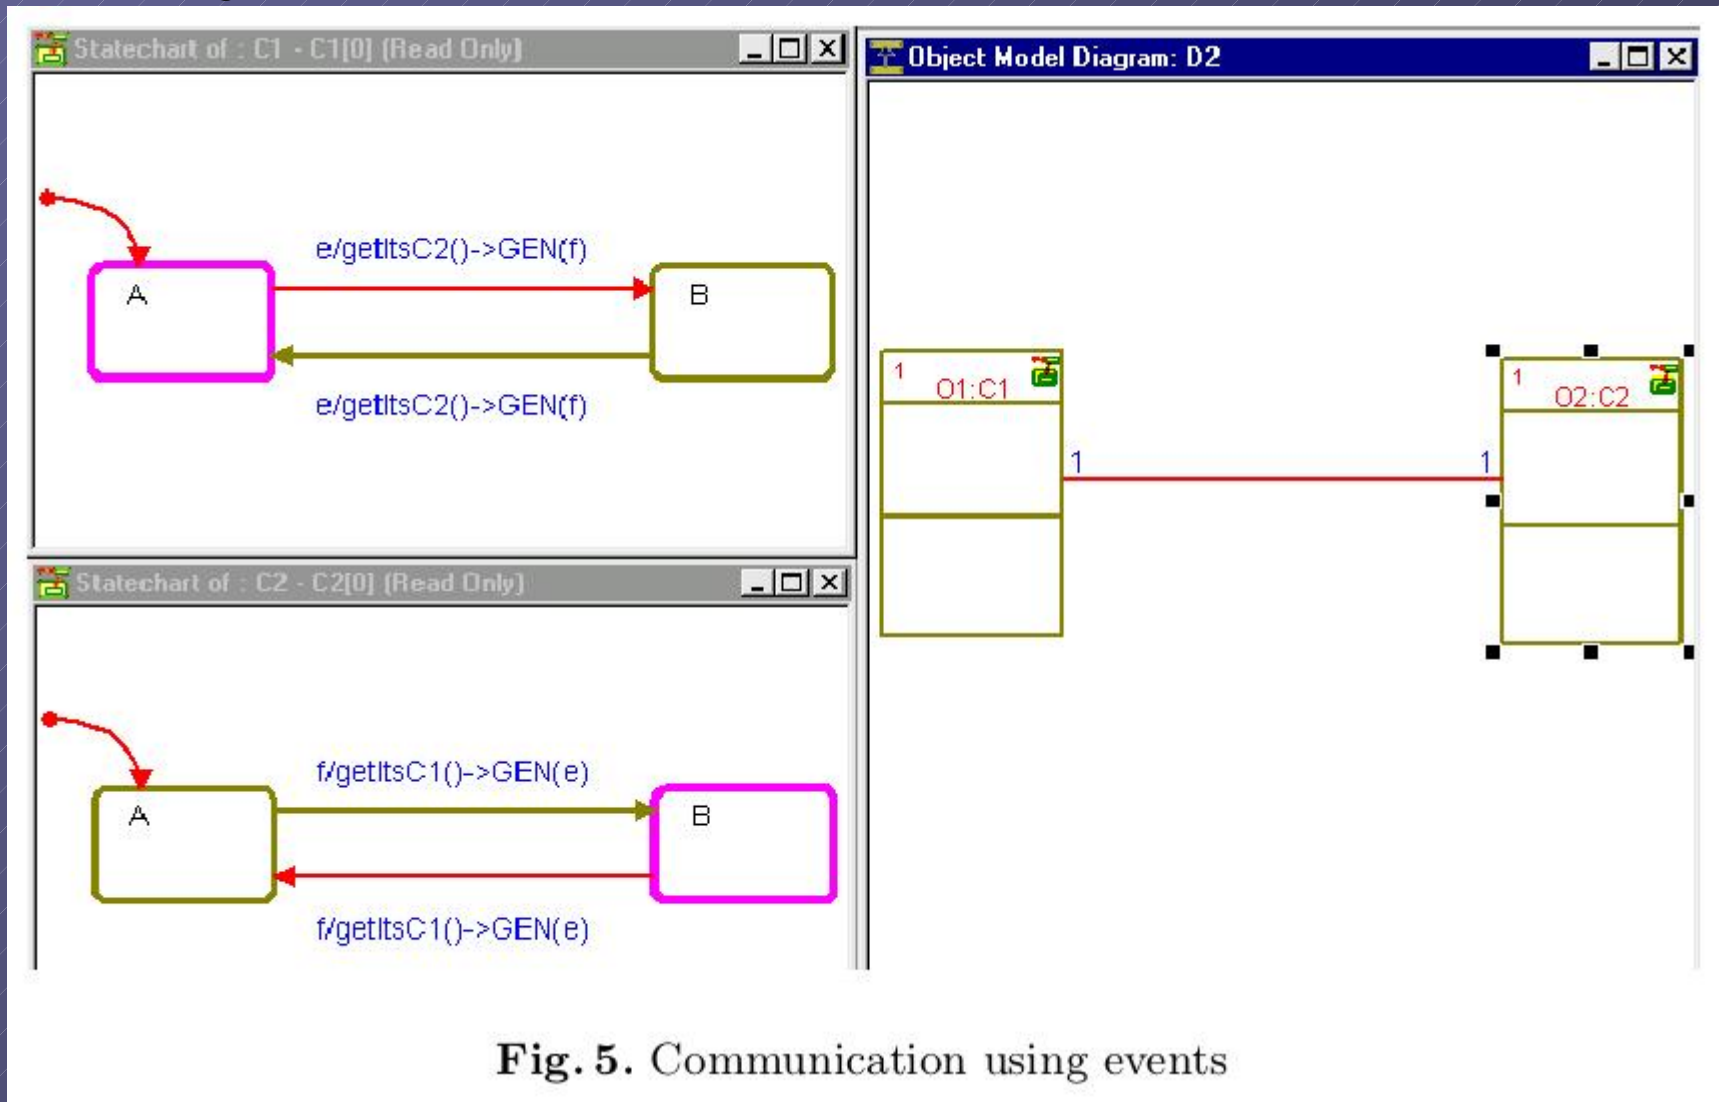 Statechart of : C1 - C1[0] (Read Only)
e/getItsC2()->GEN(f)
A
B
e/getItsC2()->GEN(f)
Statechart of : C2 - C2[0] (Read Only)
f/getItsC1()->GEN(e)
A
B
f/getItsC1()->GEN(e)
Object Model Diagram: D2
1
O1:C1
1
1
1
O2:C2
Fig. 5. Communication using events